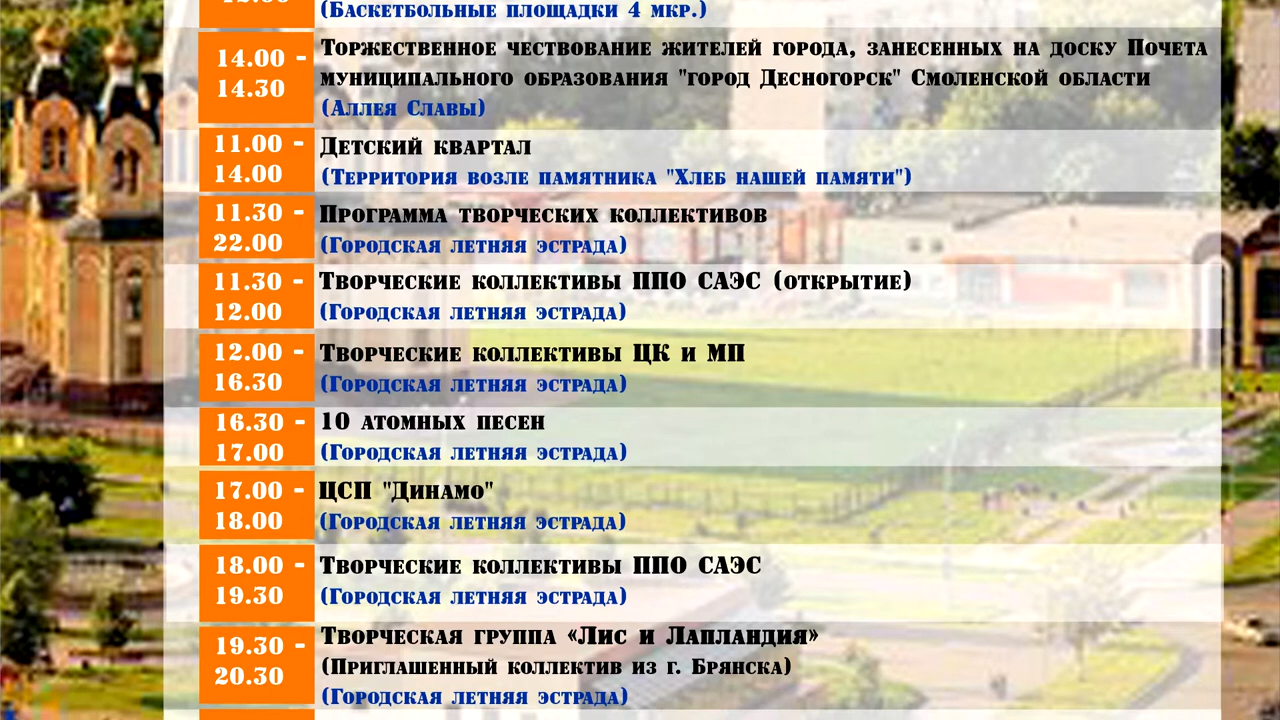 (Баскетбольные площадки 4 мкр.)
14.00 -
14.30
Торжественное чествование жителей города, занесенных на доску Почета
муниципального образования "город Десногорск" Смоленской области
(Аллея Славы)
11.00 -
14.00
Детский квартал
(Территория возле памятника "Хлеб нашей памяти")
11.30 -
22.00
Программа творческих коллективов
(Городская летняя эстрада)
11.30 -
12.00
Творческие коллективы ППО САЭС (открытие)
(Городская летняя эстрада)
12.00 -
16.30
Творческие коллективы ЦК и МП
(Городская летняя эстрада)
16.30 -
17.00
10 атомных песен
(Городская летняя эстрада)
17.00 -
18.00
ЦСП "Динамо"
(Городская летняя эстрада)
18.00 -
19.30
Творческие коллективы ППО САЭС
(Городская летняя эстрада)
19.30 -
20.30
Творческая группа «Лис и Лапландия»
(Приглашенный коллектив из г. Брянска)
(Городская летняя эстрада)